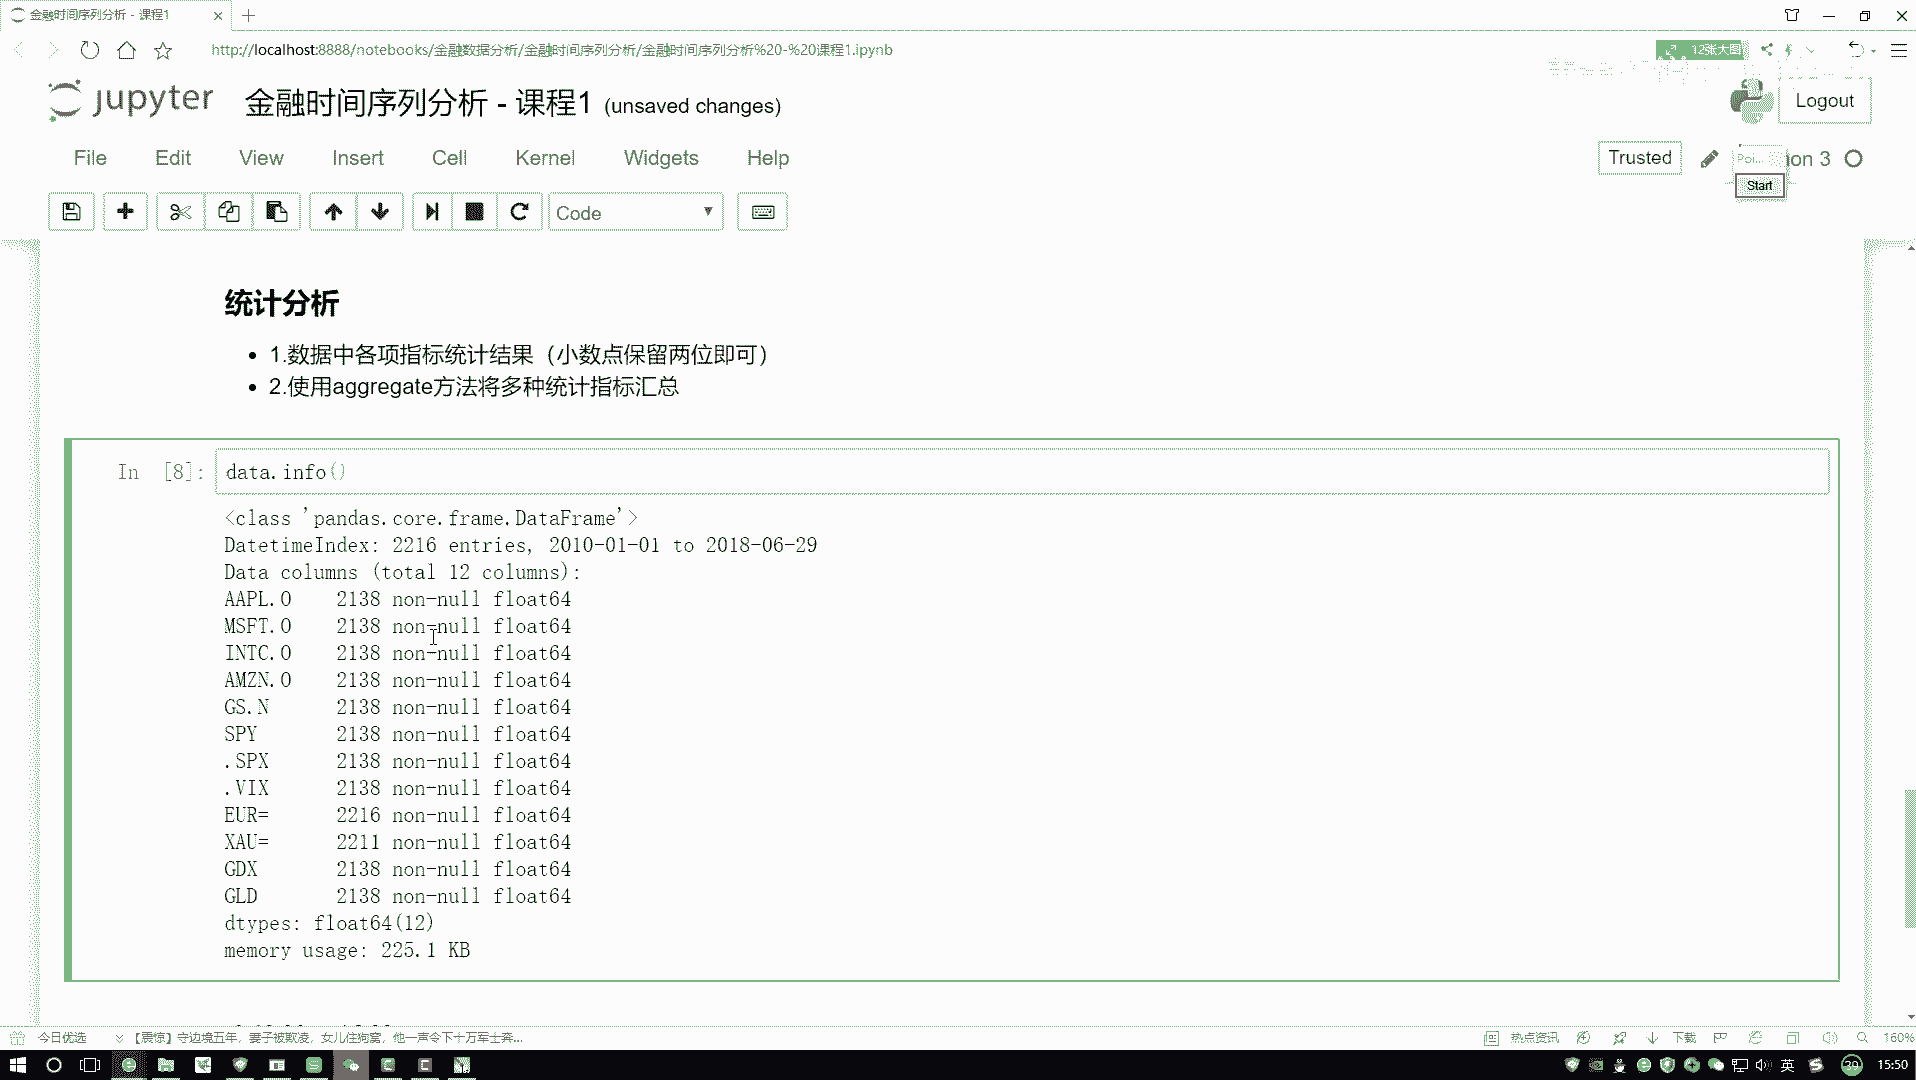 金融时间序列分析 - 课程1
http://localhost:8888/notebooks/金融数据分析/金融时间序列分析/金融时间序列分析%20-%20课程1.ipynb
12张大图
jupyter
金融时间序列分析 - 课程1 (unsaved changes)
Logout
File Edit View Insert Cell Kernel Widgets Help
Trusted
Poi... on 3
Start
Code
统计分析
1.数据中各项指标统计结果（小数点保留两位即可）
2.使用aggregate方法将多种统计指标汇总
In [8]: data.info()
<class 'pandas.core.frame.DataFrame'>
DatetimeIndex: 2216 entries, 2010-01-01 to 2018-06-29
Data columns (total 12 columns):
AAPL.O 2138 non-null float64
MSFT.O 2138 non-null float64
INTC.O 2138 non-null float64
AMZN.O 2138 non-null float64
GS.N 2138 non-null float64
SPY 2138 non-null float64
.SPX 2138 non-null float64
.VIX 2138 non-null float64
EUR= 2216 non-null float64
XAU= 2211 non-null float64
GDX 2138 non-null float64
GLD 2138 non-null float64
dtypes: float64(12)
memory usage: 225.1 KB
今日优选
【震惊】守边境五年，妻子被欺凌，女儿住狗窝，他一声令下十万军士奔...
热点资讯
下载
160%
英
39
15:50